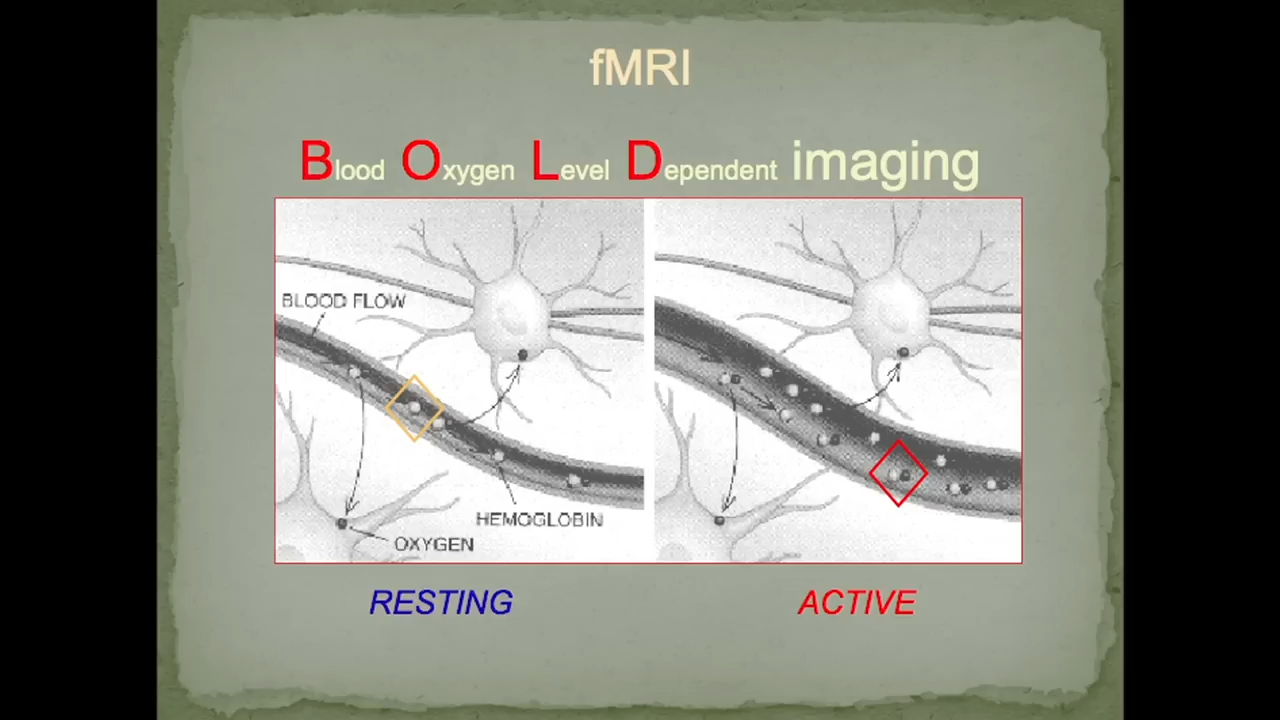 fMRI
Blood Oxygen Level Dependent imaging
BLOOD FLOW
HEMOGLOBIN
OXYGEN
RESTING
ACTIVE